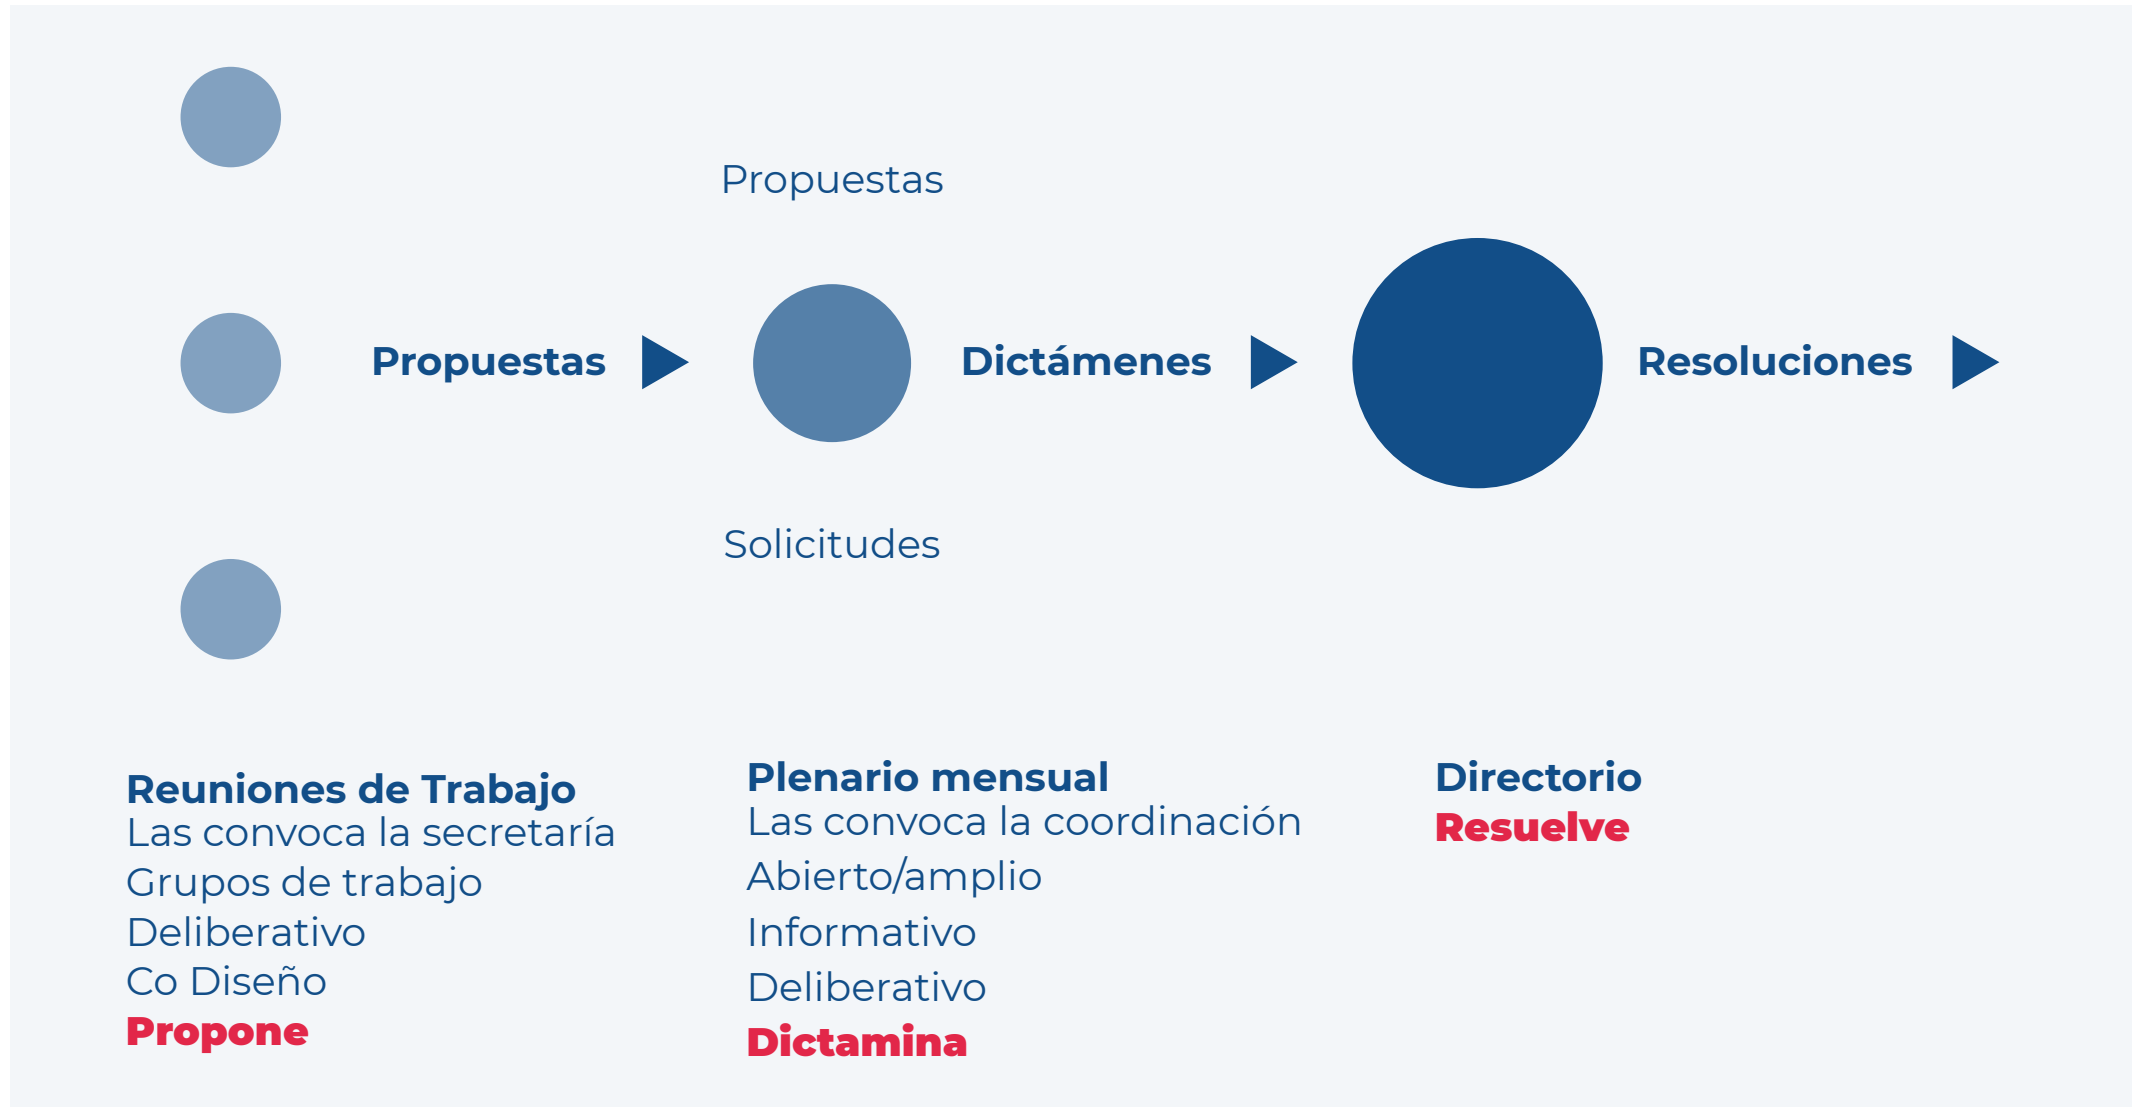 Propuestas
Propuestas
Dictámenes
Resoluciones
Solicitudes
Reuniones de Trabajo
Las convoca la secretaría
Grupos de trabajo
Deliberativo
Co Diseño
Propone
Plenario mensual
Las convoca la coordinación
Abierto/amplio
Informativo
Deliberativo
Dictamina
Directorio
Resuelve